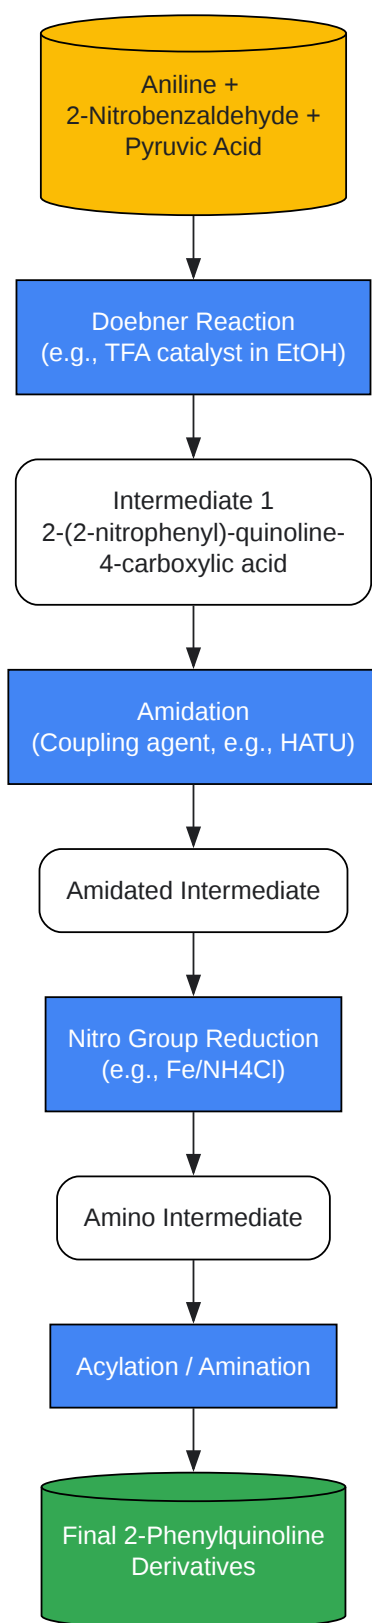 Aniline +
2-Nitrobenzaldehyde +
Pyruvic Acid
Doebner Reaction
(e.g., TFA catalyst in EtOH)
Intermediate 1
2-(2-nitrophenyl)-quinoline-
4-carboxylic acid
Amidation
(Coupling agent, e.g., HATU)
Amidated Intermediate
Nitro Group Reduction
(e.g., Fe/NH4Cl)
Amino Intermediate
Acylation / Amination
Final 2-Phenylquinoline
Derivatives